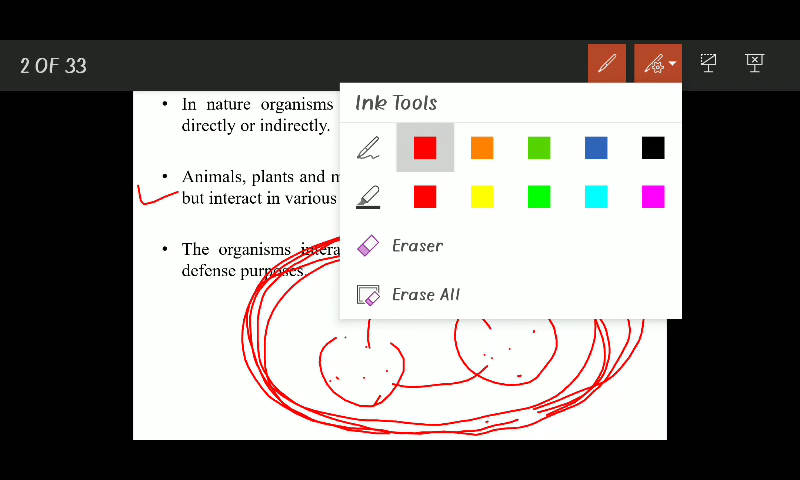 2 OF 33
Ink Tools
• In nature organisms
directly or indirectly.
• Animals, plants and
but interact in various
Eraser
• The organisms
defense purposes.
Erase All